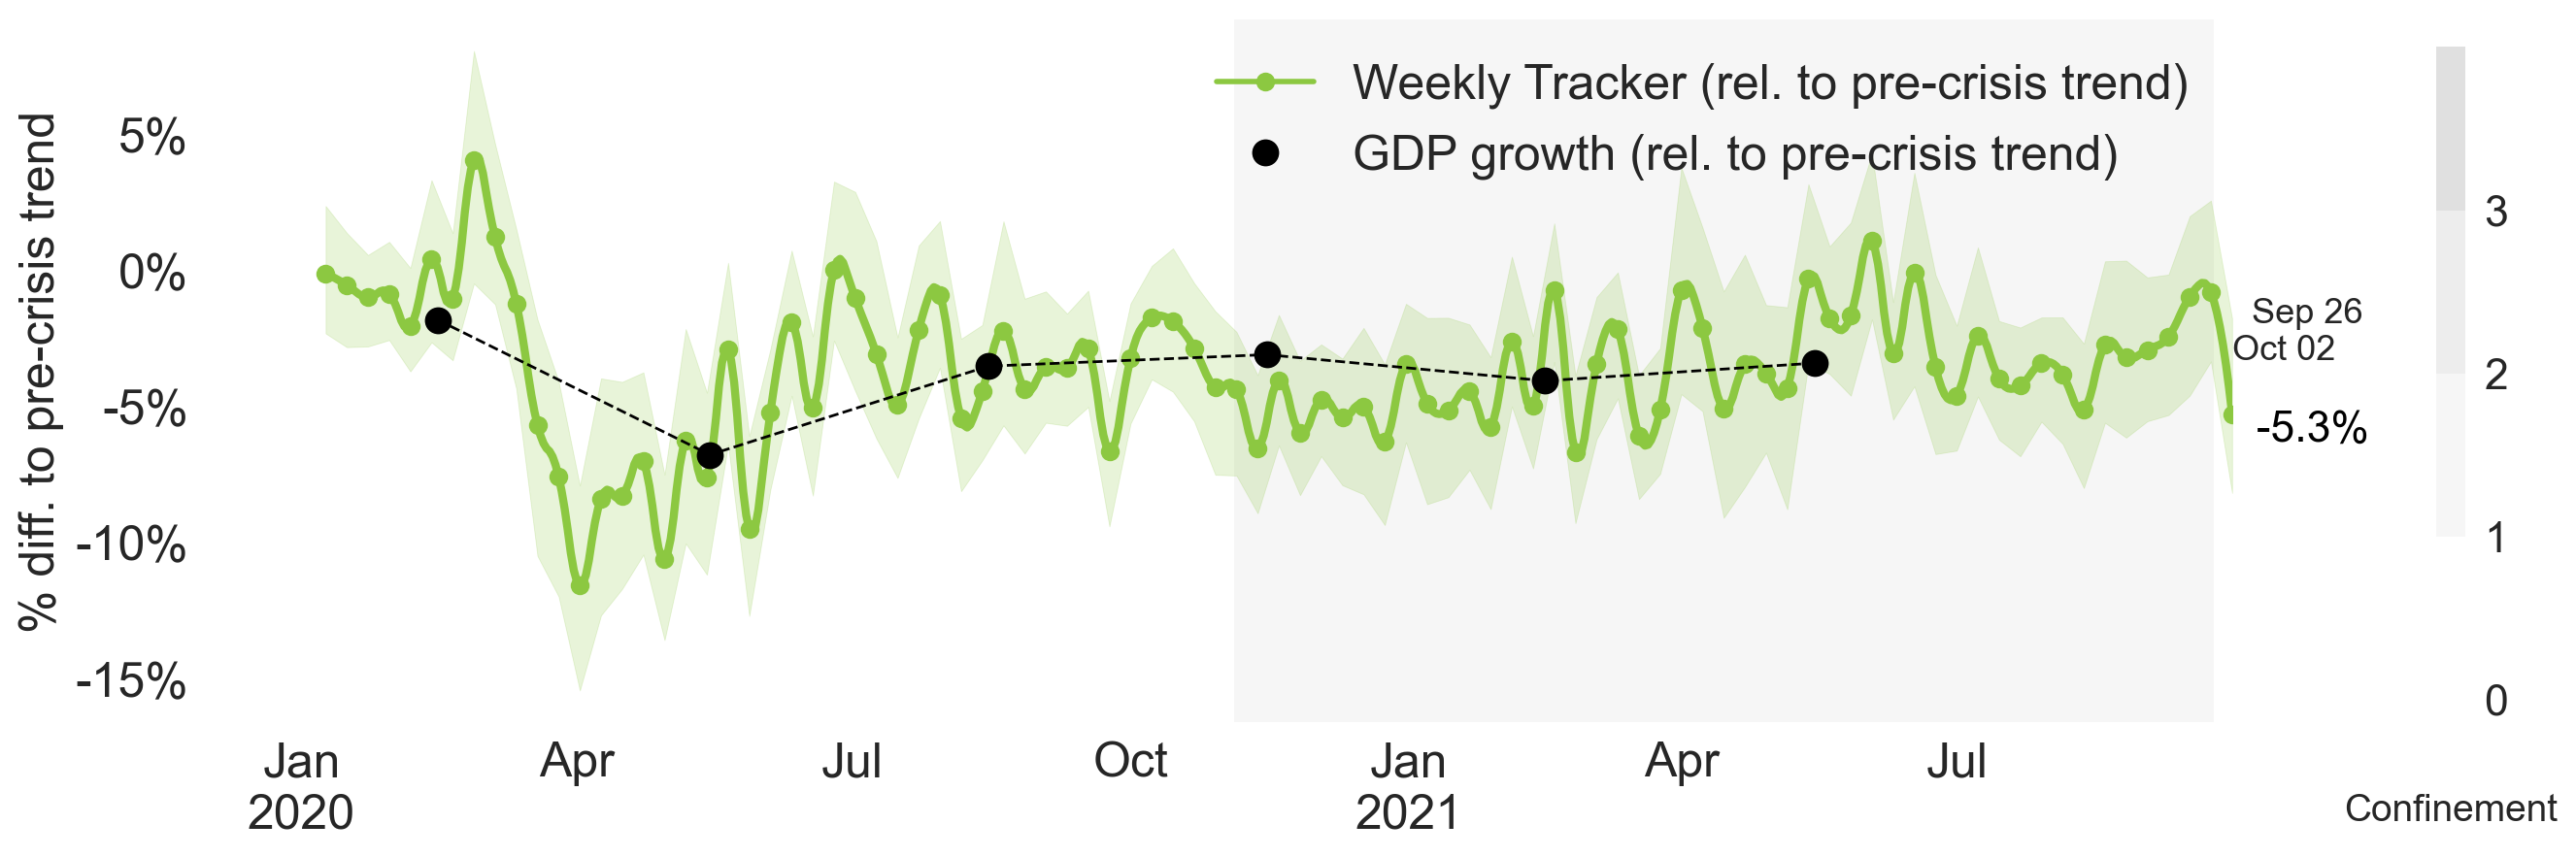 % diff. to pre-crisis trend
5%
0%
-5%
-10%
-15%
Weekly Tracker (rel. to pre-crisis trend)
GDP growth (rel. to pre-crisis trend)
Sep 26
Oct 02
-5.3%
3
2
1
0
Jan
2020
Apr
Jul
Oct
Jan
2021
Apr
Jul
Confinement